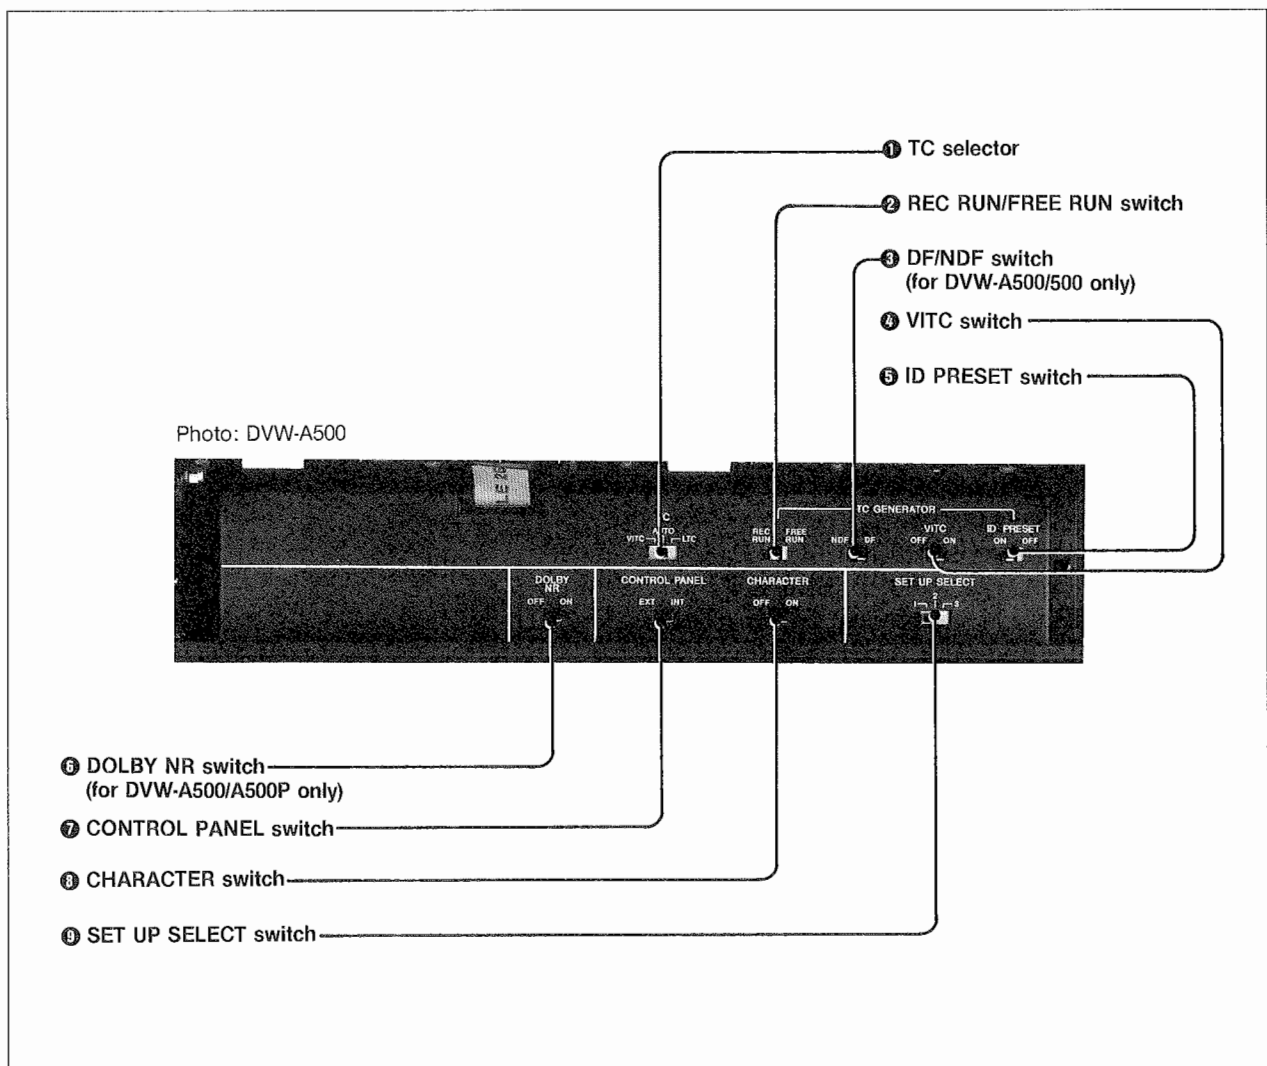 ❶ TC selector
❷ REC RUN/FREE RUN switch
❸ DF/NDF switch
(for DVW-A500/500 only)
❹ VITC switch
❺ ID PRESET switch
Photo: DVW-A500
TC GENERATOR
AUTO
VITC LTC
REC RUN FREE RUN
NDF DF
VITC
OFF ON
ID PRESET
ON OFF
DOLBY NR
OFF ON
CONTROL PANEL
EXT INT
CHARACTER
OFF ON
SET UP SELECT
1 2 3
❻ DOLBY NR switch
(for DVW-A500/A500P only)
❼ CONTROL PANEL switch
❽ CHARACTER switch
❾ SET UP SELECT switch